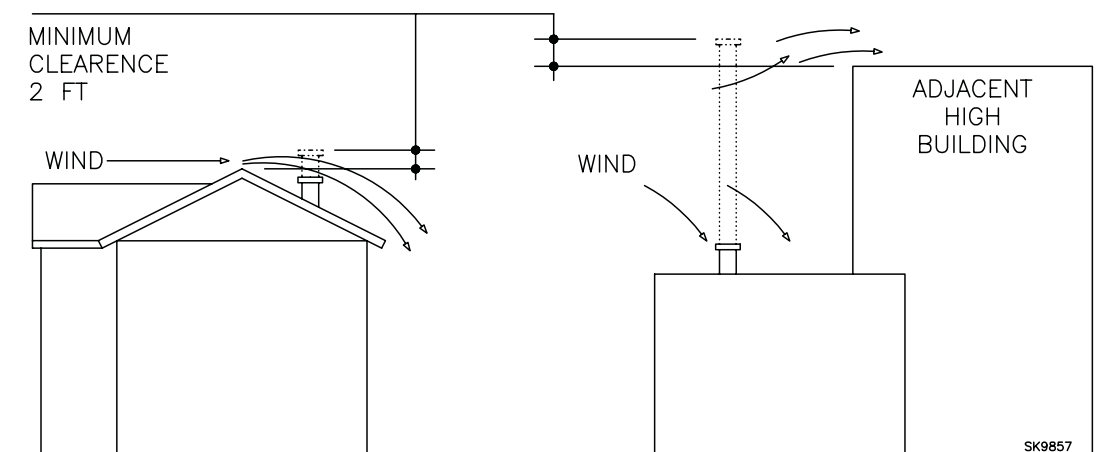 MINIMUM
CLEARENCE
2 FT
WIND
WIND
ADJACENT
HIGH
BUILDING
SK9857